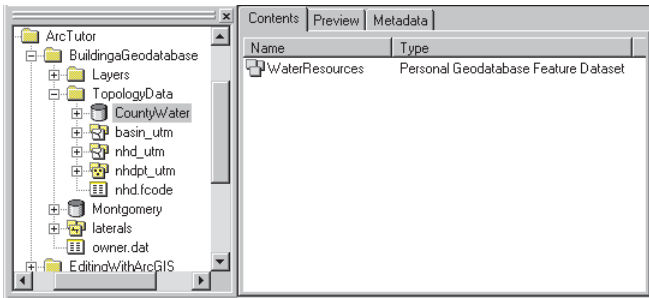 ArcTutor
BuildingaGeodatabase
Layers
TopologyData
CountyWater
basin_utm
nhd_utm
nhdpt_utm
nhd.fcode
Montgomery
laterals
owner.dat
EditingWithArcGIS
Contents Preview Metadata
Name Type
WaterResources Personal Geodatabase Feature Dataset